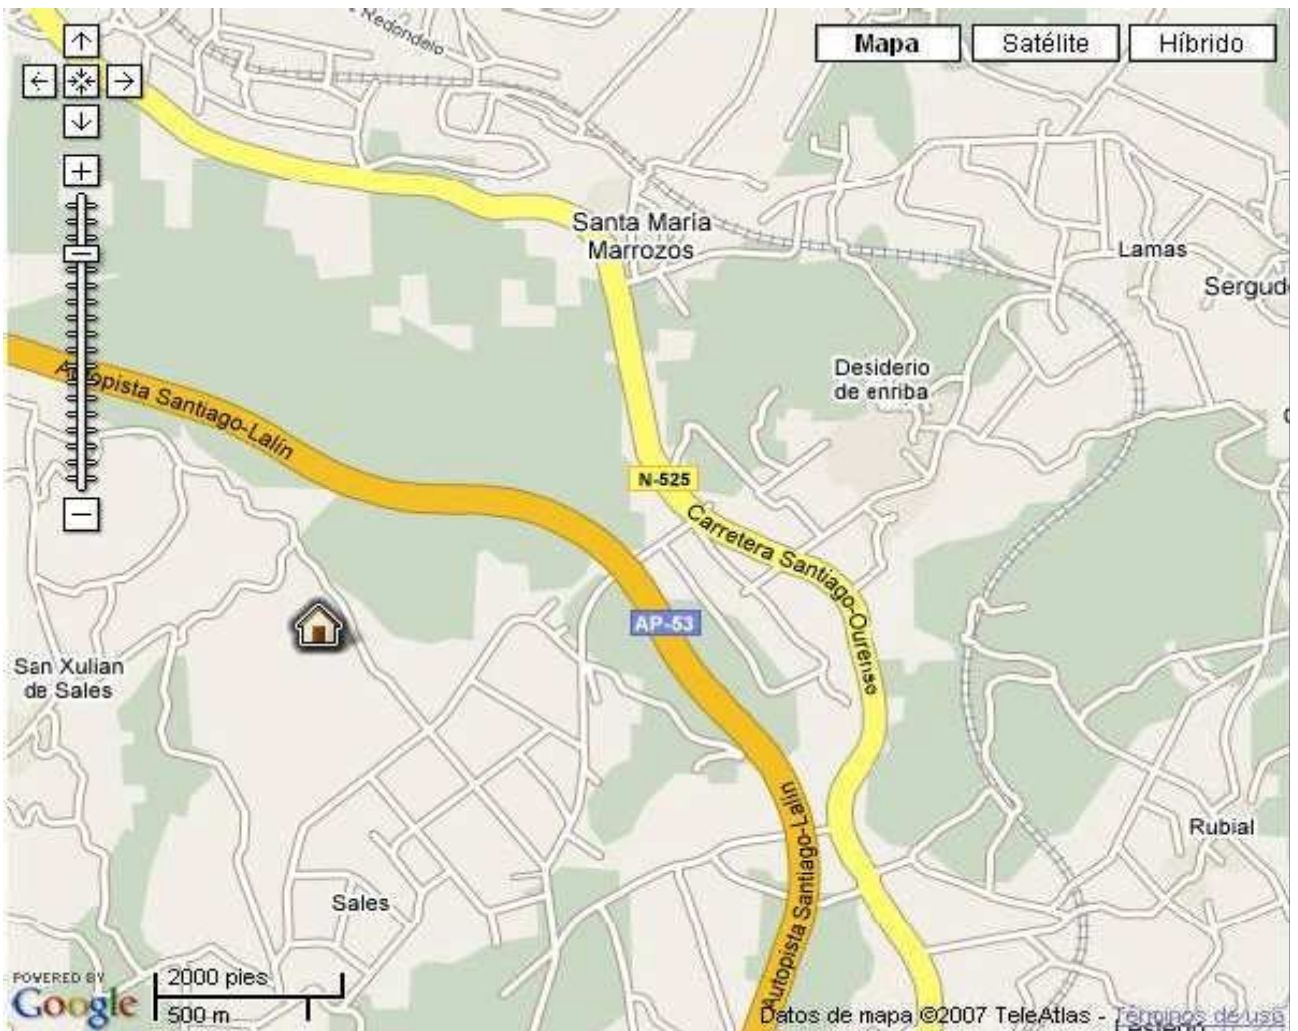 Redondelo
Mapa
Satélite
Híbrido
Santa María
Marrozos
Lamas
Sergud
Autopista Santiago-Lalín
Desiderio
de enriba
N-525
Carretera Santiago-Ourense
AP-53
San Xulian
de Sales
Autopista Santiago-Lalín
Rubial
Sales
POWERED BY
Google
2000 pies
500 m
Datos de mapa ©2007 TeleAtlas - Términos de uso